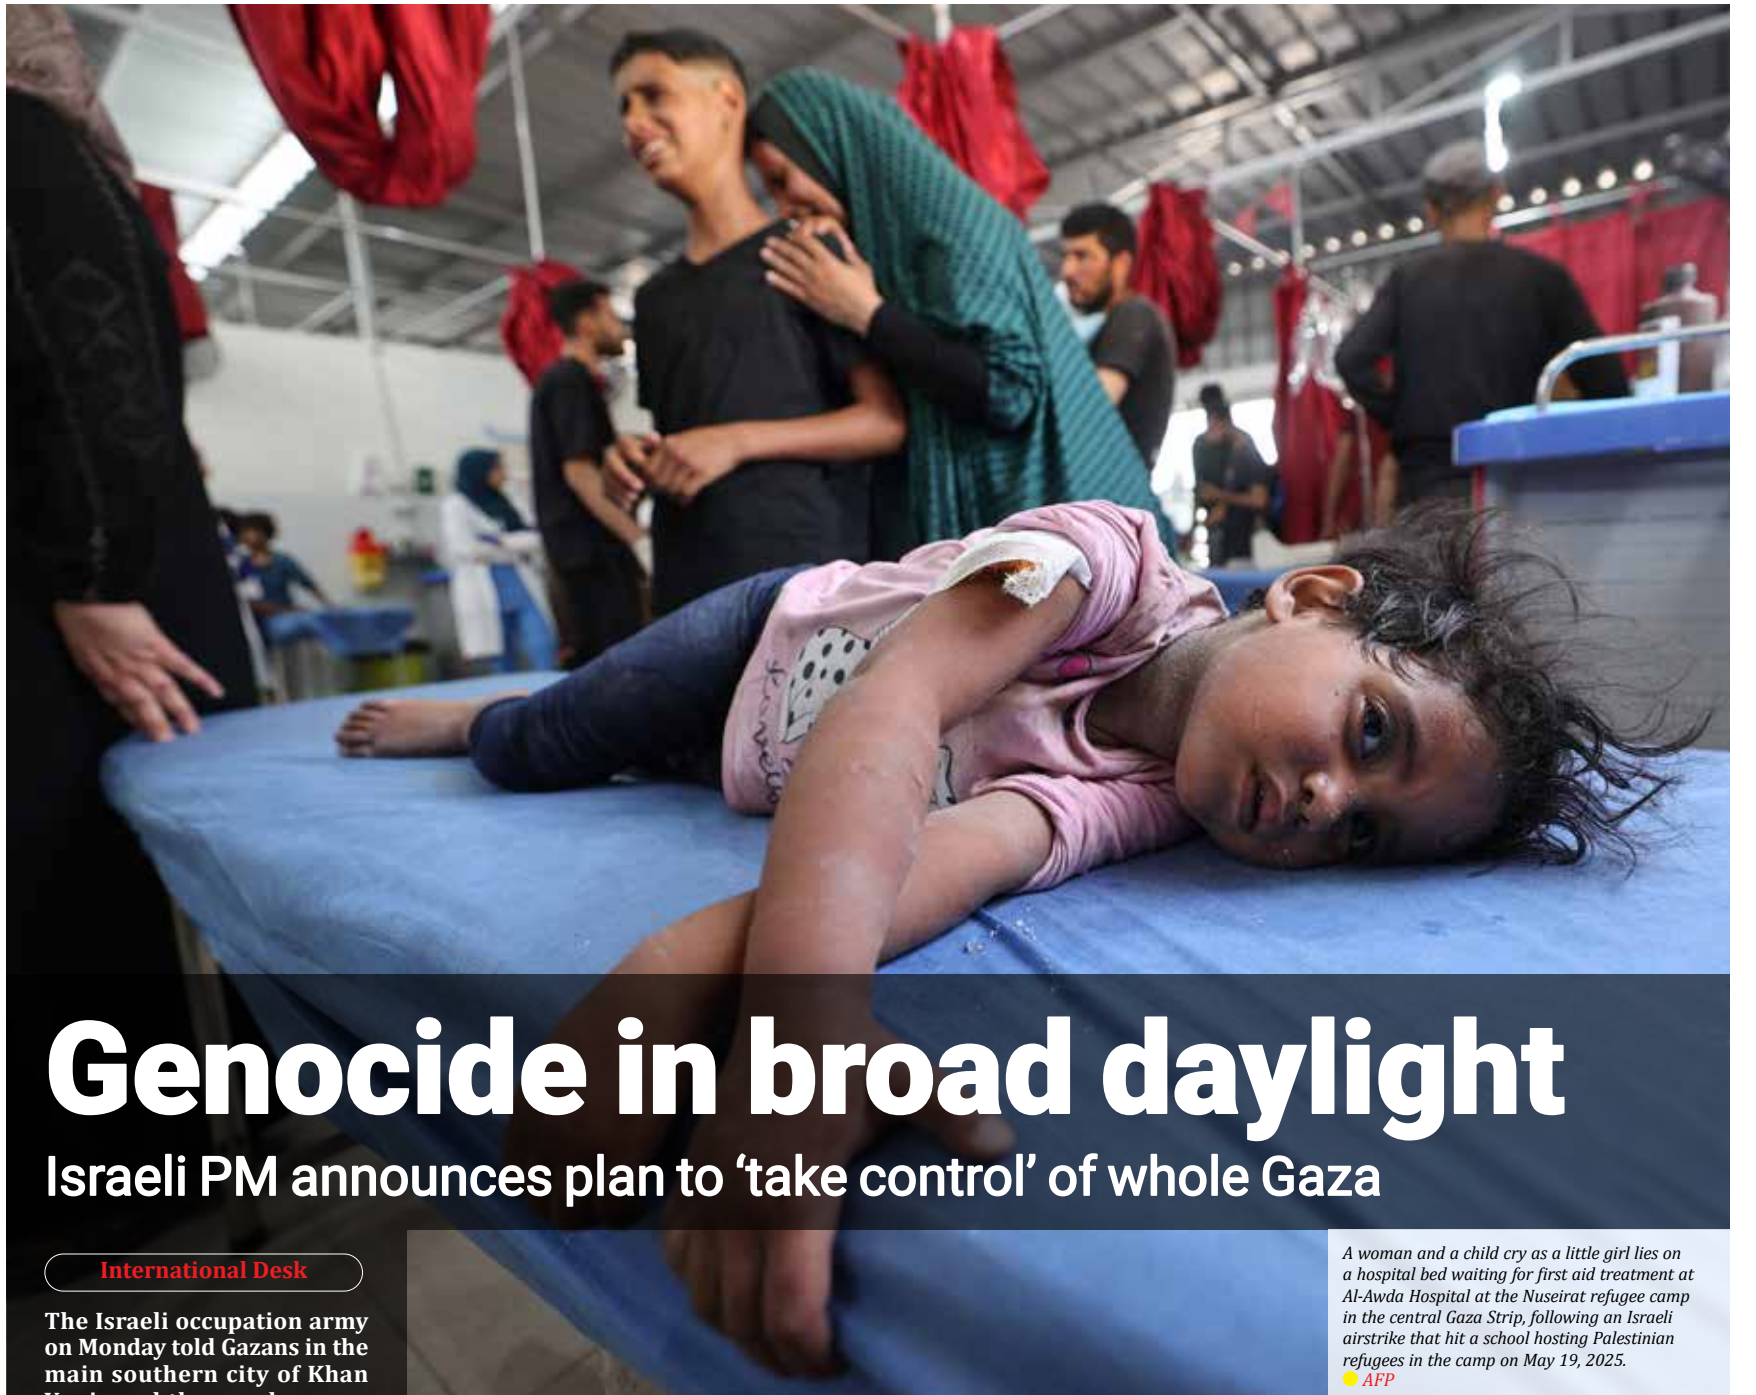 Genocide in broad daylight
Israeli PM announces plan to ‘take control’ of whole Gaza
International Desk
The Israeli occupation army
on Monday told Gazans in the
main southern city of Khan
A woman and a child cry as a little girl lies on
a hospital bed waiting for first aid treatment at
Al-Awda Hospital at the Nuseirat refugee camp
in the central Gaza Strip, following an Israeli
airstrike that hit a school hosting Palestinian
refugees in the camp on May 19, 2025.
AFP